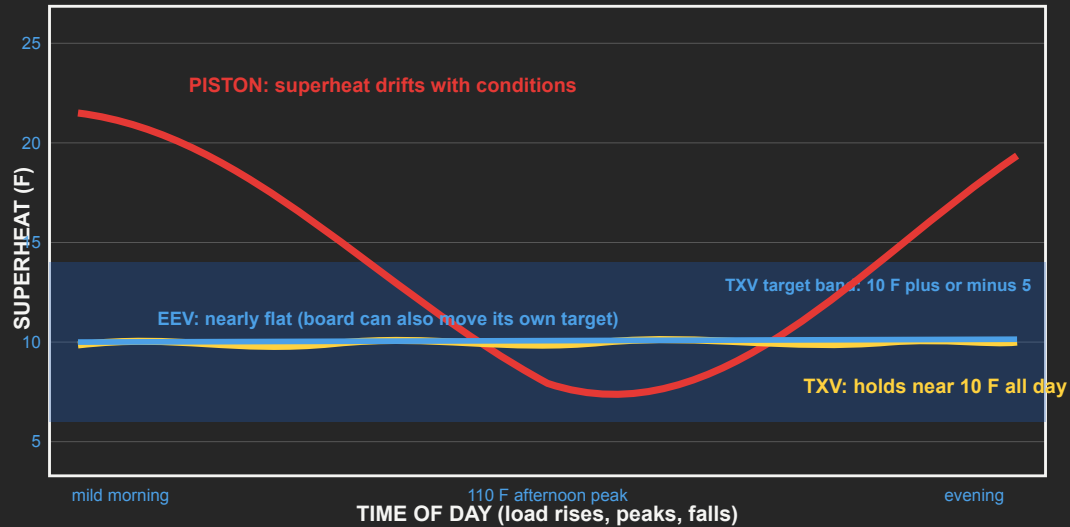 25
PISTON: superheat drifts with conditions
20
SUPERHEAT (F)
15
TXV target band: 10 F plus or minus 5
EEV: nearly flat (board can also move its own target)
10
TXV: holds near 10 F all day
5
mild morning
110 F afternoon peak
evening
TIME OF DAY (load rises, peaks, falls)